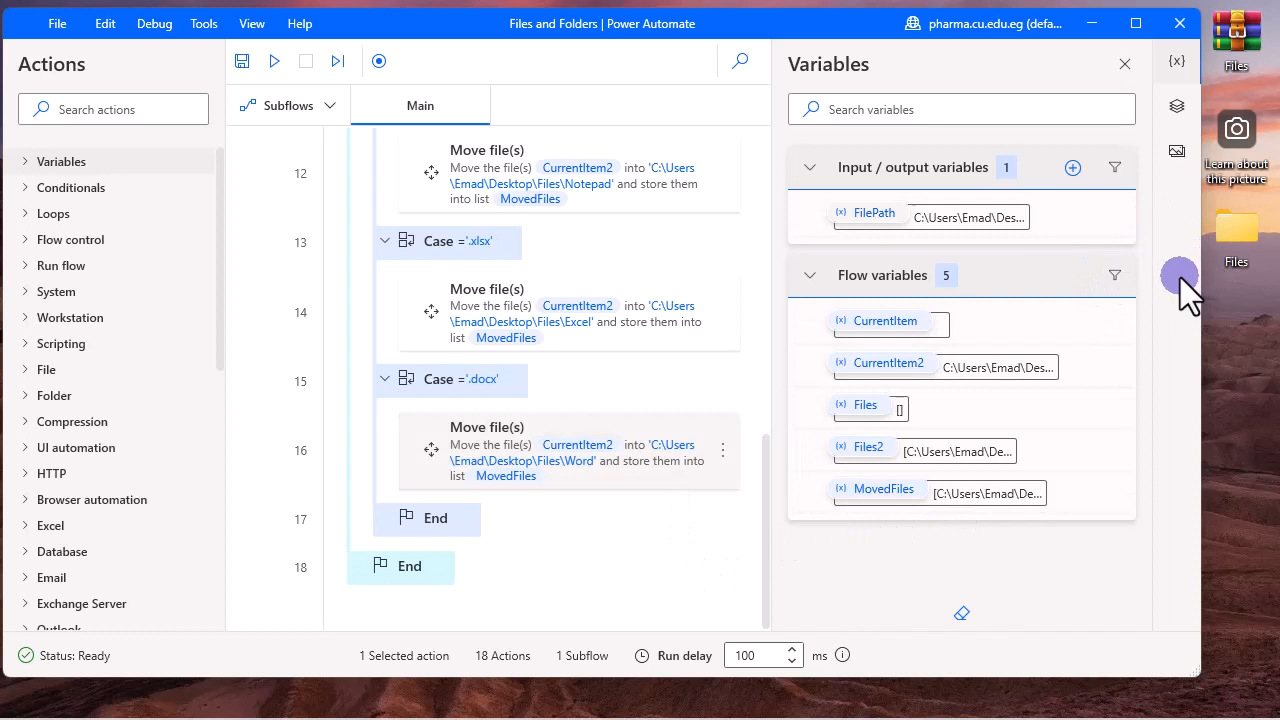 File Edit Debug Tools View Help
Files and Folders | Power Automate
pharma.cu.edu.eg (defa...
Actions
Search actions
Variables
Conditionals
Loops
Flow control
Run flow
System
Workstation
Scripting
File
Folder
Compression
UI automation
HTTP
Browser automation
Excel
Database
Email
Exchange Server
Outlook
Subflows
Main
12
Move file(s)
Move the file(s) CurrentItem2 into 'C:\Users
\Emad\Desktop\Files\Notepad' and store them
into list MovedFiles
13
Case ='.xlsx'
14
Move file(s)
Move the file(s) CurrentItem2 into 'C:\Users
\Emad\Desktop\Files\Excel' and store them into
list MovedFiles
15
Case ='.docx'
16
Move file(s)
Move the file(s) CurrentItem2 into 'C:\Users
\Emad\Desktop\Files\Word' and store them into
list MovedFiles
17
End
18
End
Variables
{x}
Search variables
Input / output variables 1
(x) FilePath C:\Users\Emad\Des...
Flow variables 5
(x) CurrentItem
(x) CurrentItem2 C:\Users\Emad\Des...
(x) Files []
(x) Files2 [C:\Users\Emad\De...
(x) MovedFiles [C:\Users\Emad\De...
Status: Ready
1 Selected action
18 Actions
1 Subflow
Run delay
100
ms
Files
Learn about
this picture
Files